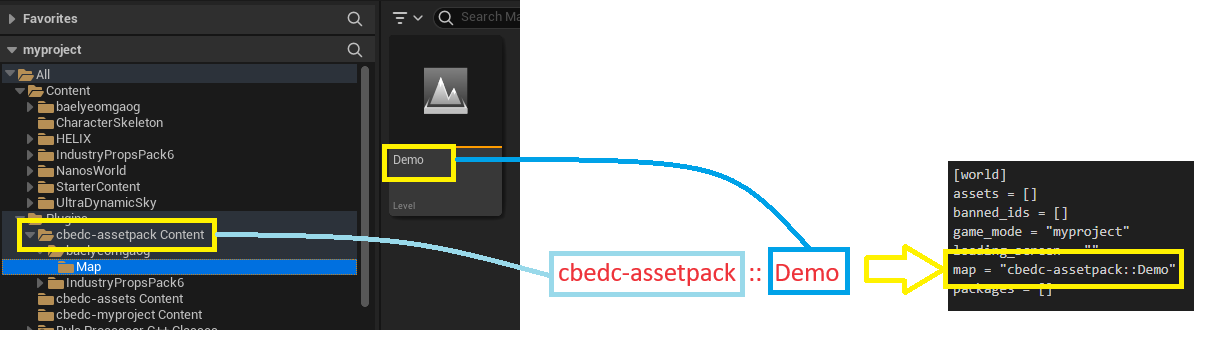 Favorites
myproject
All
Content
baelyeomgaog
CharacterSkeleton
HELIX
IndustryPropsPack6
NanosWorld
StarterContent
UltraDynamicSky
Plugins
cbedc-assetpack Content
baelyeomgaog
Map
IndustryPropsPack6
cbedc-assets Content
cbedc-myproject Content
Rule Processor C++ Classes
Search Ma
Demo
Level
cbedc-assetpack :: Demo
[world]
assets = []
banned_ids = []
game_mode = "myproject"
loading_screen = ""
map = "cbedc-assetpack::Demo"
packages = []